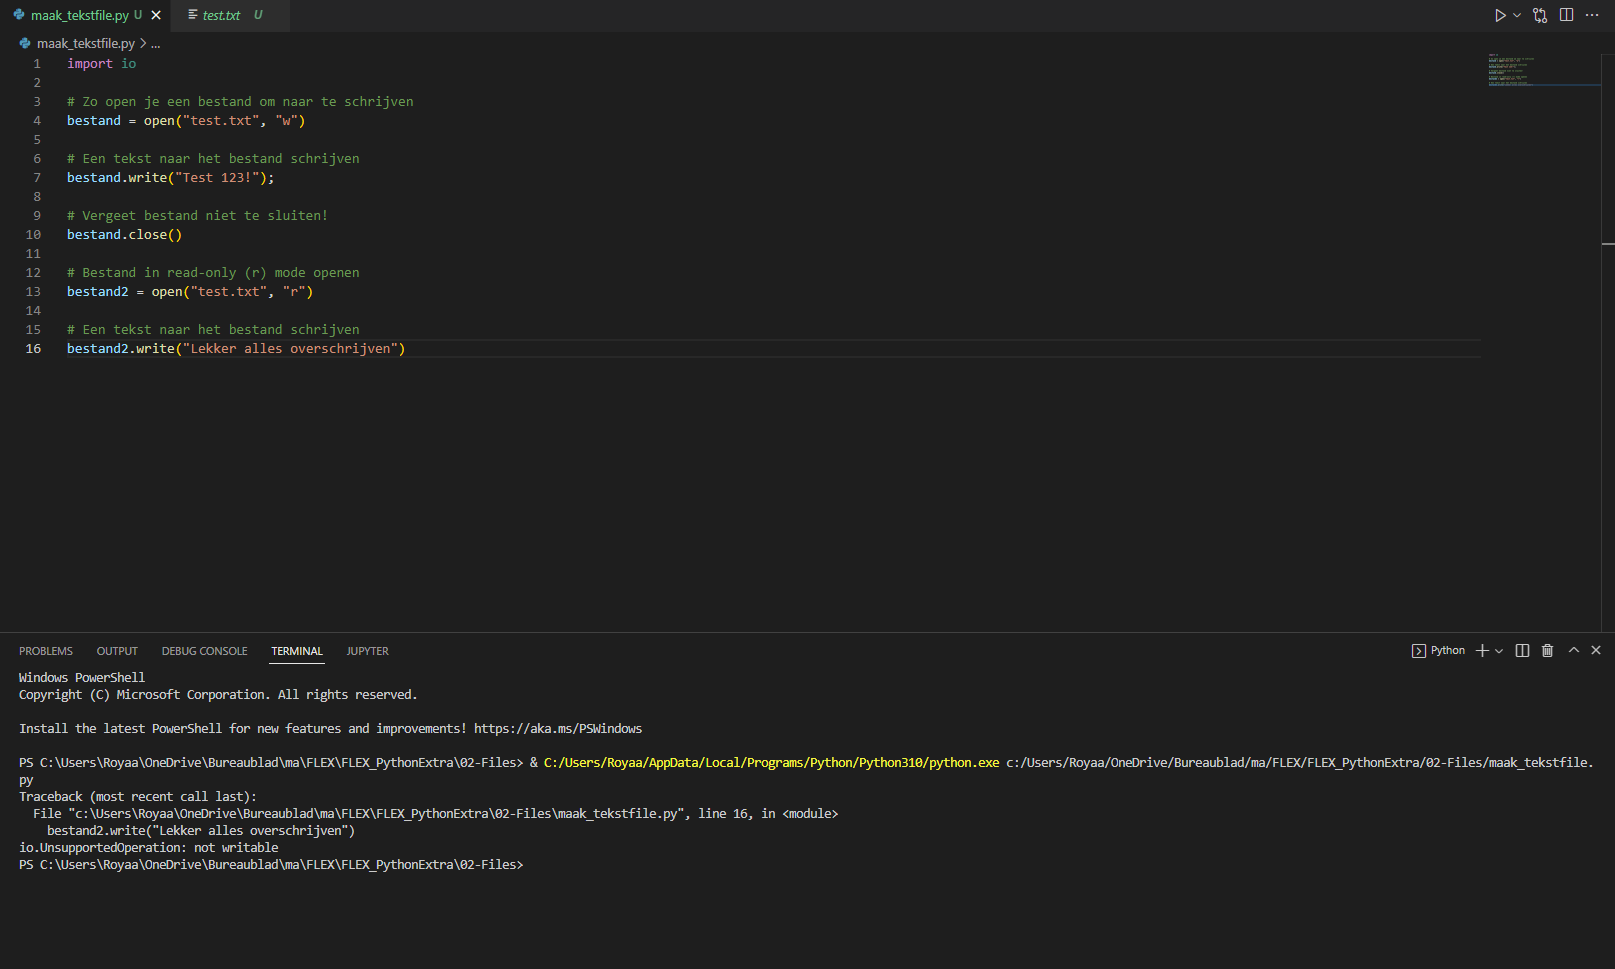 maak_tekstfile.py U
test.txt U
maak_tekstfile.py > ...
1 import io
2
3 # Zo open je een bestand om naar te schrijven
4 bestand = open("test.txt", "w")
5
6 # Een tekst naar het bestand schrijven
7 bestand.write("Test 123!");
8
9 # Vergeet bestand niet te sluiten!
10 bestand.close()
11
12 # Bestand in read-only (r) mode openen
13 bestand2 = open("test.txt", "r")
14
15 # Een tekst naar het bestand schrijven
16 bestand2.write("Lekker alles overschrijven")
PROBLEMS OUTPUT DEBUG CONSOLE TERMINAL JUPYTER Python
Windows PowerShell
Copyright (C) Microsoft Corporation. All rights reserved.
Install the latest PowerShell for new features and improvements! https://aka.ms/PSWindows
PS C:\Users\Royaa\OneDrive\Bureaublad\ma\FLEX\FLEX_PythonExtra\02-Files> & C:/Users/Royaa/AppData/Local/Programs/Python/Python310/python.exe c:/Users/Royaa/OneDrive/Bureaublad/ma/FLEX/FLEX_PythonExtra/02-Files/maak_tekstfile.
py
Traceback (most recent call last):
File "c:\Users\Royaa\OneDrive\Bureaublad\ma\FLEX\FLEX_PythonExtra\02-Files\maak_tekstfile.py", line 16, in <module>
bestand2.write("Lekker alles overschrijven")
io.UnsupportedOperation: not writable
PS C:\Users\Royaa\OneDrive\Bureaublad\ma\FLEX\FLEX_PythonExtra\02-Files>